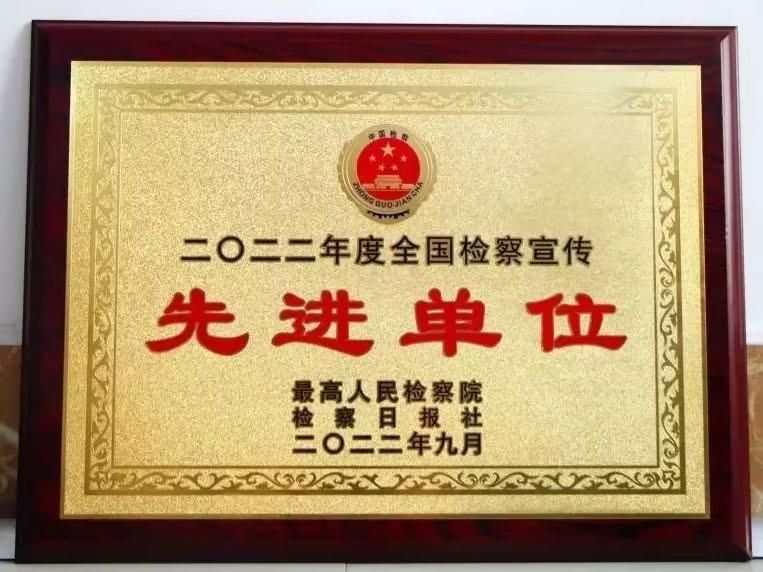 中国检察
ZHONG GUO JIAN CHA
二〇二二年度全国检察宣传
先进单位
最高人民检察院
检察日报社
二〇二二年九月